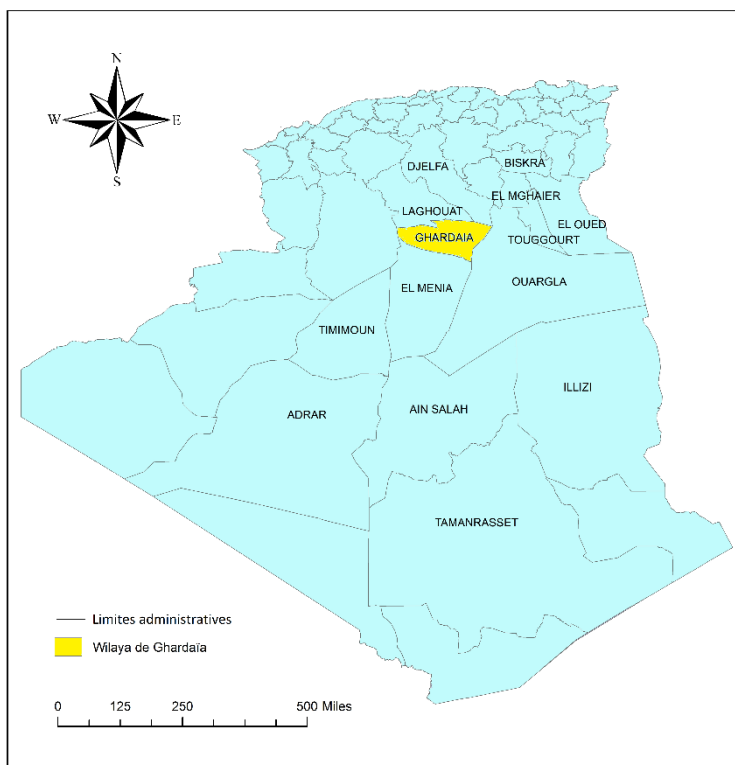 N
W E
S
DJELFA
BISKRA
EL MGHAIER
LAGHOUAT
EL OUED
GHARDAIA
TOUGGOURT
OUARGLA
EL MENIA
TIMIMOUN
ILLIZI
ADRAR
AIN SALAH
TAMANRASSET
Limites administratives
Wilaya de Ghardaïa
0 125 250 500 Miles